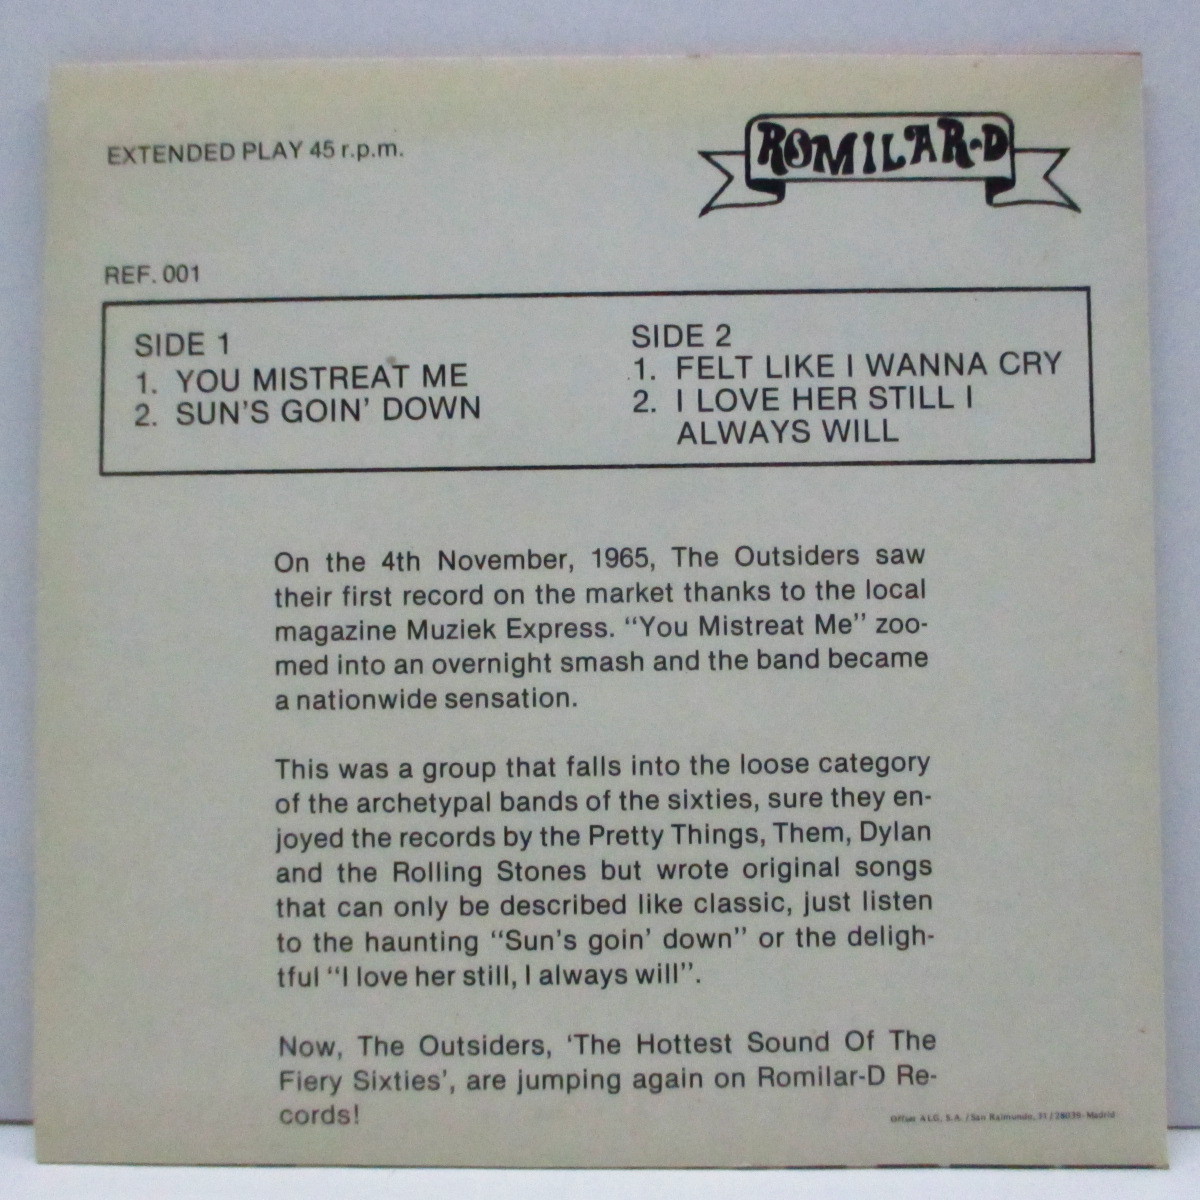 EXTENDED PLAY 45 r.p.m.
ROMILAR-D
REF. 001
SIDE 1
1. YOU MISTREAT ME
2. SUN'S GOIN' DOWN
SIDE 2
1. FELT LIKE I WANNA CRY
2. I LOVE HER STILL I
ALWAYS WILL
On the 4th November, 1965, The Outsiders saw
their first record on the market thanks to the local
magazine Muziek Express. “You Mistreat Me” zoo-
med into an overnight smash and the band became
a nationwide sensation.
This was a group that falls into the loose category
of the archetypal bands of the sixties, sure they en-
joyed the records by the Pretty Things, Them, Dylan
and the Rolling Stones but wrote original songs
that can only be described like classic, just listen
to the haunting “Sun's goin' down” or the deligh-
tful “I love her still, I always will”.
Now, The Outsiders, ‘The Hottest Sound Of The
Fiery Sixties’, are jumping again on Romilar-D Re-
cords!
Offset ALG, S.A. / San Raimundo, / 28039-Madrid